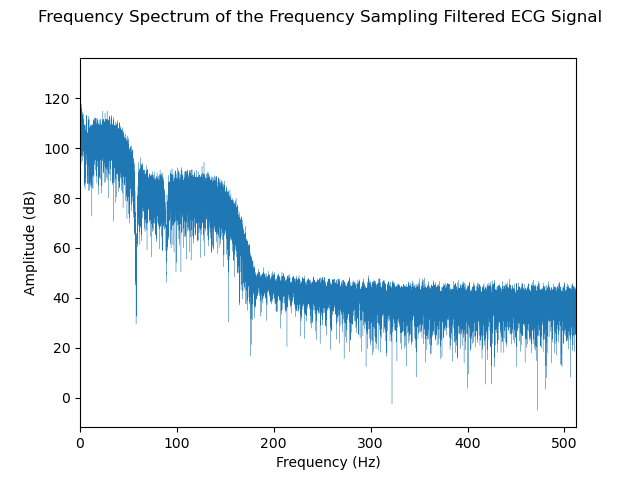 Frequency Spectrum of the Frequency Sampling Filtered ECG Signal
120
100
80
60
40
20
0
Amplitude (dB)
0 100 200 300 400 500
Frequency (Hz)